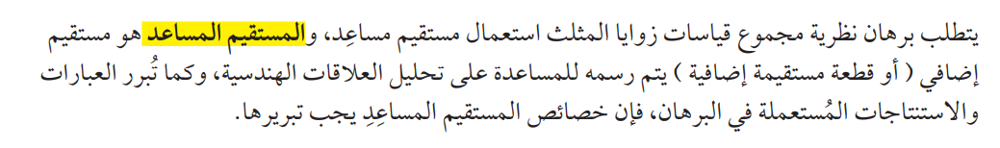 يتطلب برهان نظرية مجموع قياسات زوايا المثلث استعمال مستقيم مساعِد، والمستقيم المساعد هو مستقيم
إضافي ( أو قطعة مستقيمة إضافية ) يتم رسمه للمساعدة على تحليل العلاقات الهندسية، وكما تُبرر العبارات
والاستنتاجات المُستعملة في البرهان، فإن خصائص المستقيم المساعِدِ يجب تبريرها.